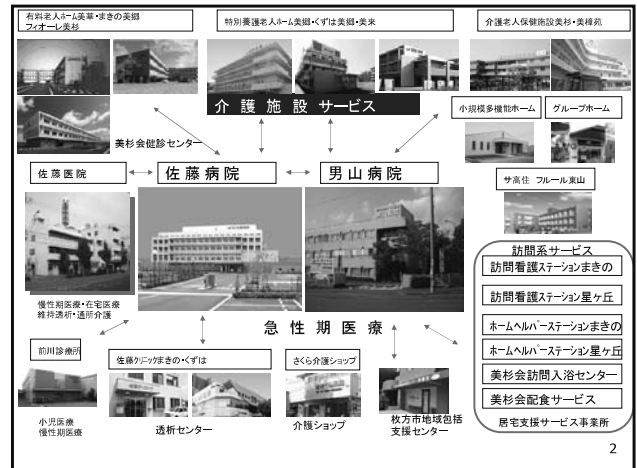 有料老人ホーム美華・まきの美郷
フィオーレ美杉
特別養護老人ホーム美郷・くずは美郷・美来
介護老人保健施設美杉・美樟苑
介護施設サービス
小規模多機能ホーム
グループホーム
美杉会健診センター
佐藤医院
佐藤病院
男山病院
サ高住 フルール東山
訪問系サービス
訪問看護ステーションまきの
訪問看護ステーション星ヶ丘
ホームヘルパーステーションまきの
ホームヘルパーステーション星ヶ丘
美杉会訪問入浴センター
美杉会配食サービス
居宅支援サービス事業所
慢性期医療・在宅医療
維持透析・通所介護
急性期医療
前川診療所
佐藤クリニックまきの・くずは
さくら介護ショップ
小児医療
慢性期医療
透析センター
介護ショップ
枚方市地域包括
支援センター
2